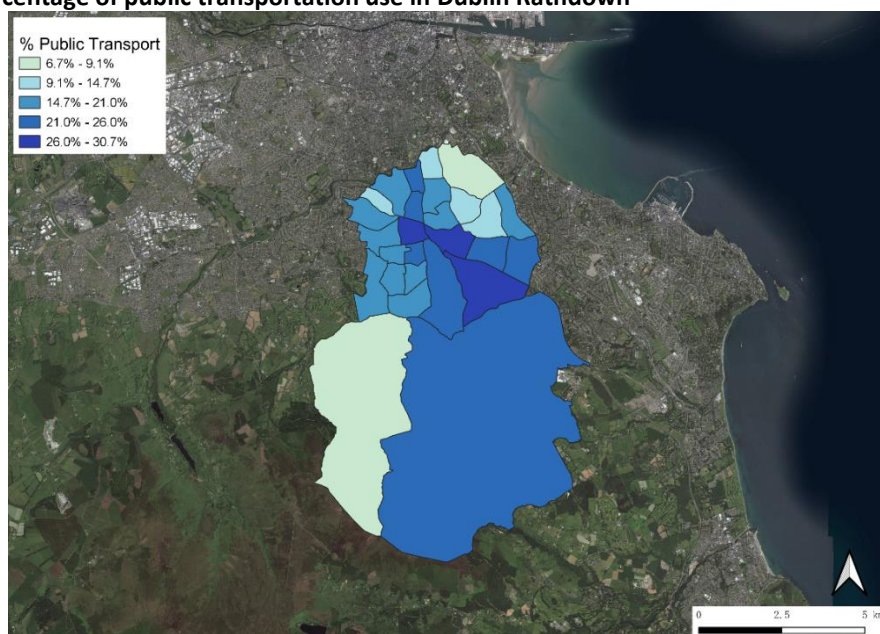 centage of public transportation use in Dublin Rathdown
% Public Transport
6.7% - 9.1%
9.1% - 14.7%
14.7% - 21.0%
21.0% - 26.0%
26.0% - 30.7%
0 2.5 5 km